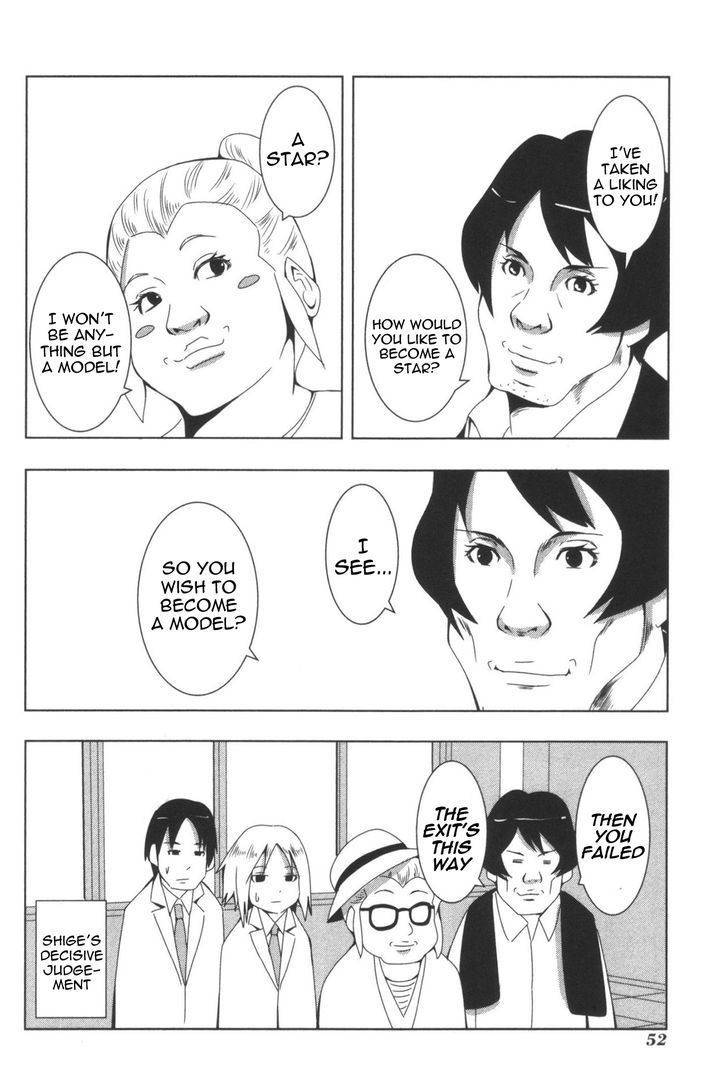 I'VE
TAKEN
A LIKING
TO YOU!
HOW WOULD
YOU LIKE TO
BECOME A
STAR?
A
STAR?
I WON'T
BE ANY-
THING BUT
A MODEL!
I
SEE...
SO YOU
WISH TO
BECOME
A MODEL?
THEN
YOU
FAILED
THE
EXIT'S
THIS
WAY
SHIGE'S
DECISIVE
JUDGE-
MENT
52